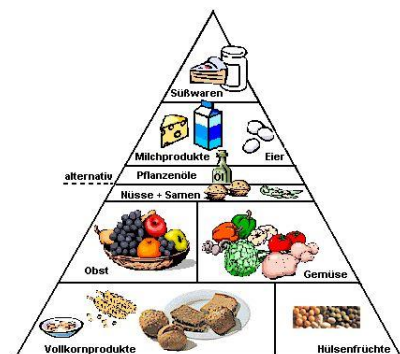 Süßwaren
Milchprodukte
Eier
alternativ
Pflanzenöle
Öl
Nüsse + Samen
Obst
Gemüse
Vollkornprodukte
Hülsenfrüchte